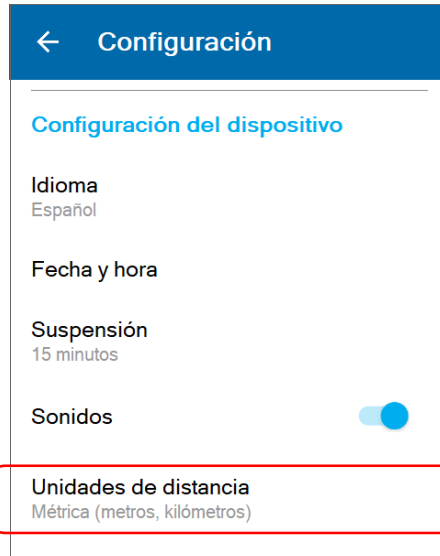 Configuración
Configuración del dispositivo
Idioma
Español
Fecha y hora
Suspensión
15 minutos
Sonidos
Unidades de distancia
Métrica (metros, kilómetros)